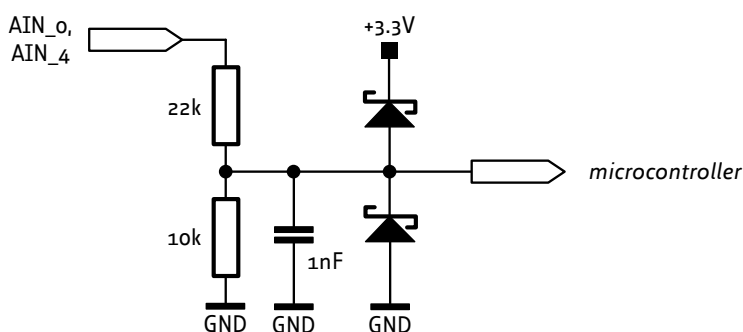 AIN_0,
AIN_4
+3.3V
22k
microcontroller
10k
1nF
GND GND GND